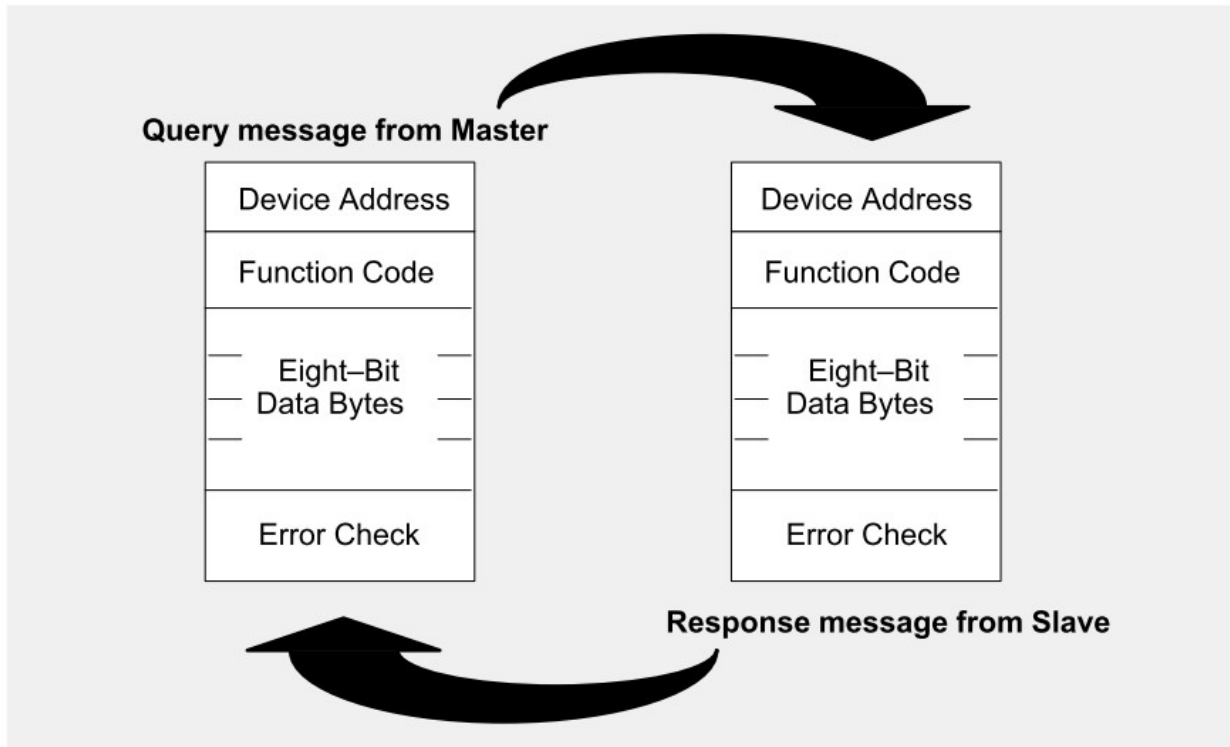 Query message from Master
Device Address
Function Code
Eight–Bit
Data Bytes
Error Check
Device Address
Function Code
Eight–Bit
Data Bytes
Error Check
Response message from Slave